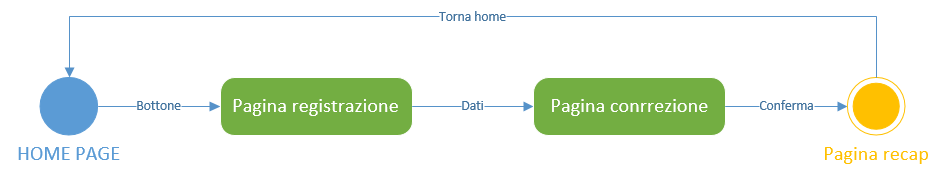 Torna home
Bottone
Pagina registrazione
Dati
Pagina conrrezione
Conferma
HOME PAGE
Pagina recap